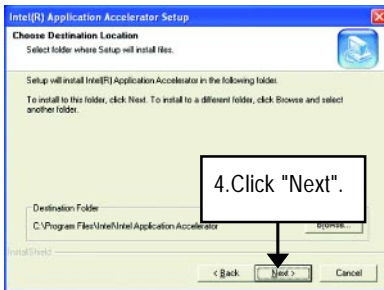 Intel(R) Application Accelerator Setup
Choose Destination Location
Select folder where Setup will install files.
Setup will install Intel(R) Application Accelerator in the following folder.
To install to this folder, click Next. To install to a different folder, click Browse and select
another folder.
4.Click "Next".
Destination Folder
C:\Program Files\Intel\Intel Application Accelerator
Browse...
InstallShield
< Back
Next >
Cancel